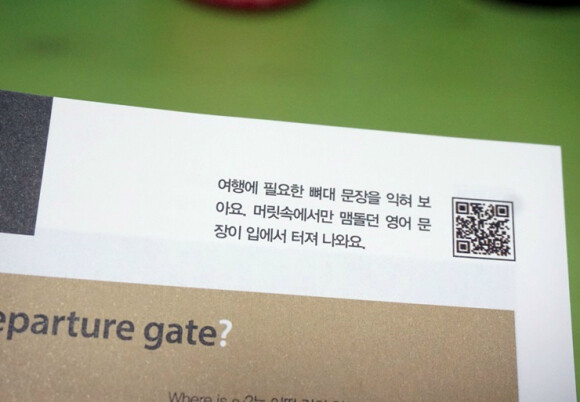 여행에 필요한 뼈대 문장을 익혀 보
아요. 머릿속에서만 맴돌던 영어 문
장이 입에서 터져 나와요.
eparture gate?
Where is